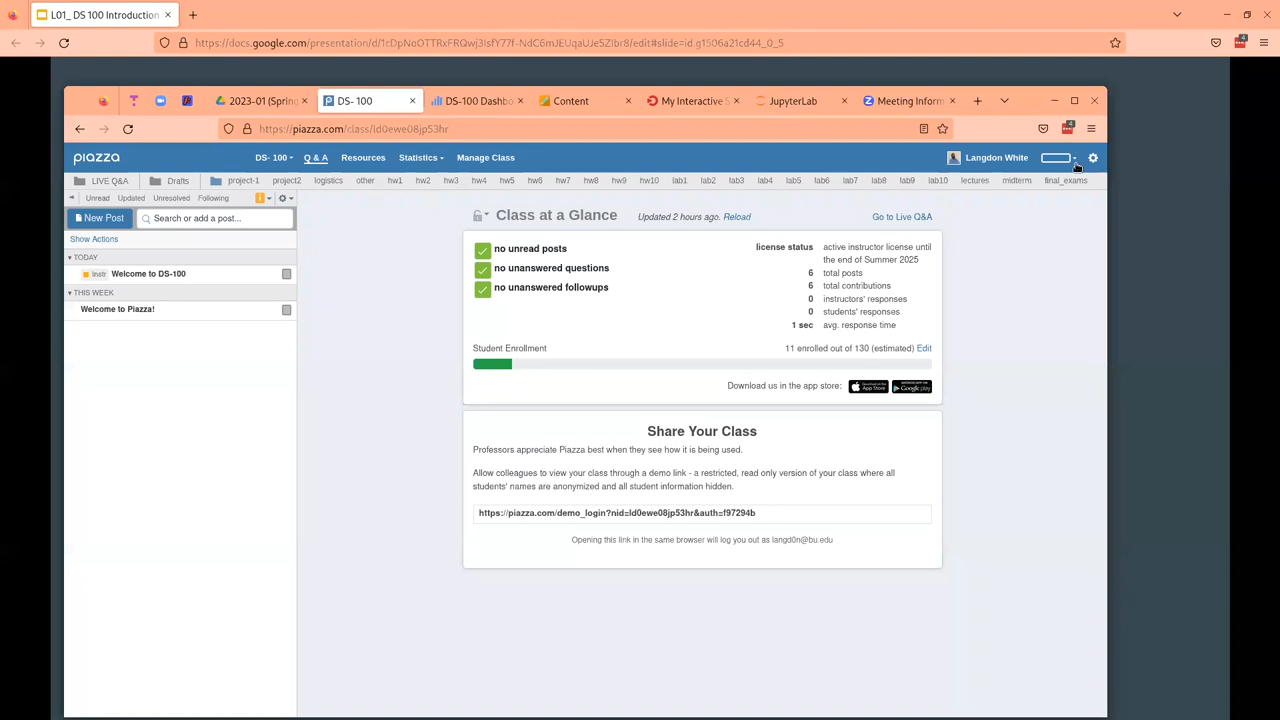 L01_ DS 100 Introduction
https://docs.google.com/presentation/d/1cDpNoOTTRxFRQwj3IsfY77f-NdC6mJEUqaUJe5ZIbr8/edit#slide=id.g1506a21cd44_0_5
4
2023-01 (Spring
DS- 100
DS-100 Dashbo
Content
My Interactive S
JupyterLab
Meeting Inform
https://piazza.com/class/ld0ewe08jp53hr
4
piazza
DS- 100
Q & A
Resources
Statistics
Manage Class
Langdon White
LIVE Q&A
Drafts
project-1
project2
logistics
other
hw1
hw2
hw3
hw4
hw5
hw6
hw7
hw8
hw9
hw10
lab1
lab2
lab3
lab4
lab5
lab6
lab7
lab8
lab9
lab10
lectures
midterm
final_exams
Unread
Updated
Unresolved
Following
New Post
Search or add a post...
Show Actions
TODAY
Instr Welcome to DS-100
THIS WEEK
Welcome to Piazza!
Class at a Glance
Updated 2 hours ago. Reload
Go to Live Q&A
no unread posts
no unanswered questions
no unanswered followups
license status active instructor license until
the end of Summer 2025
6 total posts
6 total contributions
0 instructors' responses
0 students' responses
1 sec avg. response time
Student Enrollment
11 enrolled out of 130 (estimated) Edit
Download us in the app store:
App Store
Google play
Share Your Class
Professors appreciate Piazza best when they see how it is being used.
Allow colleagues to view your class through a demo link - a restricted, read only version of your class where all
students' names are anonymized and all student information hidden.
https://piazza.com/demo_login?nid=ld0ewe08jp53hr&auth=f97294b
Opening this link in the same browser will log you out as langd0n@bu.edu